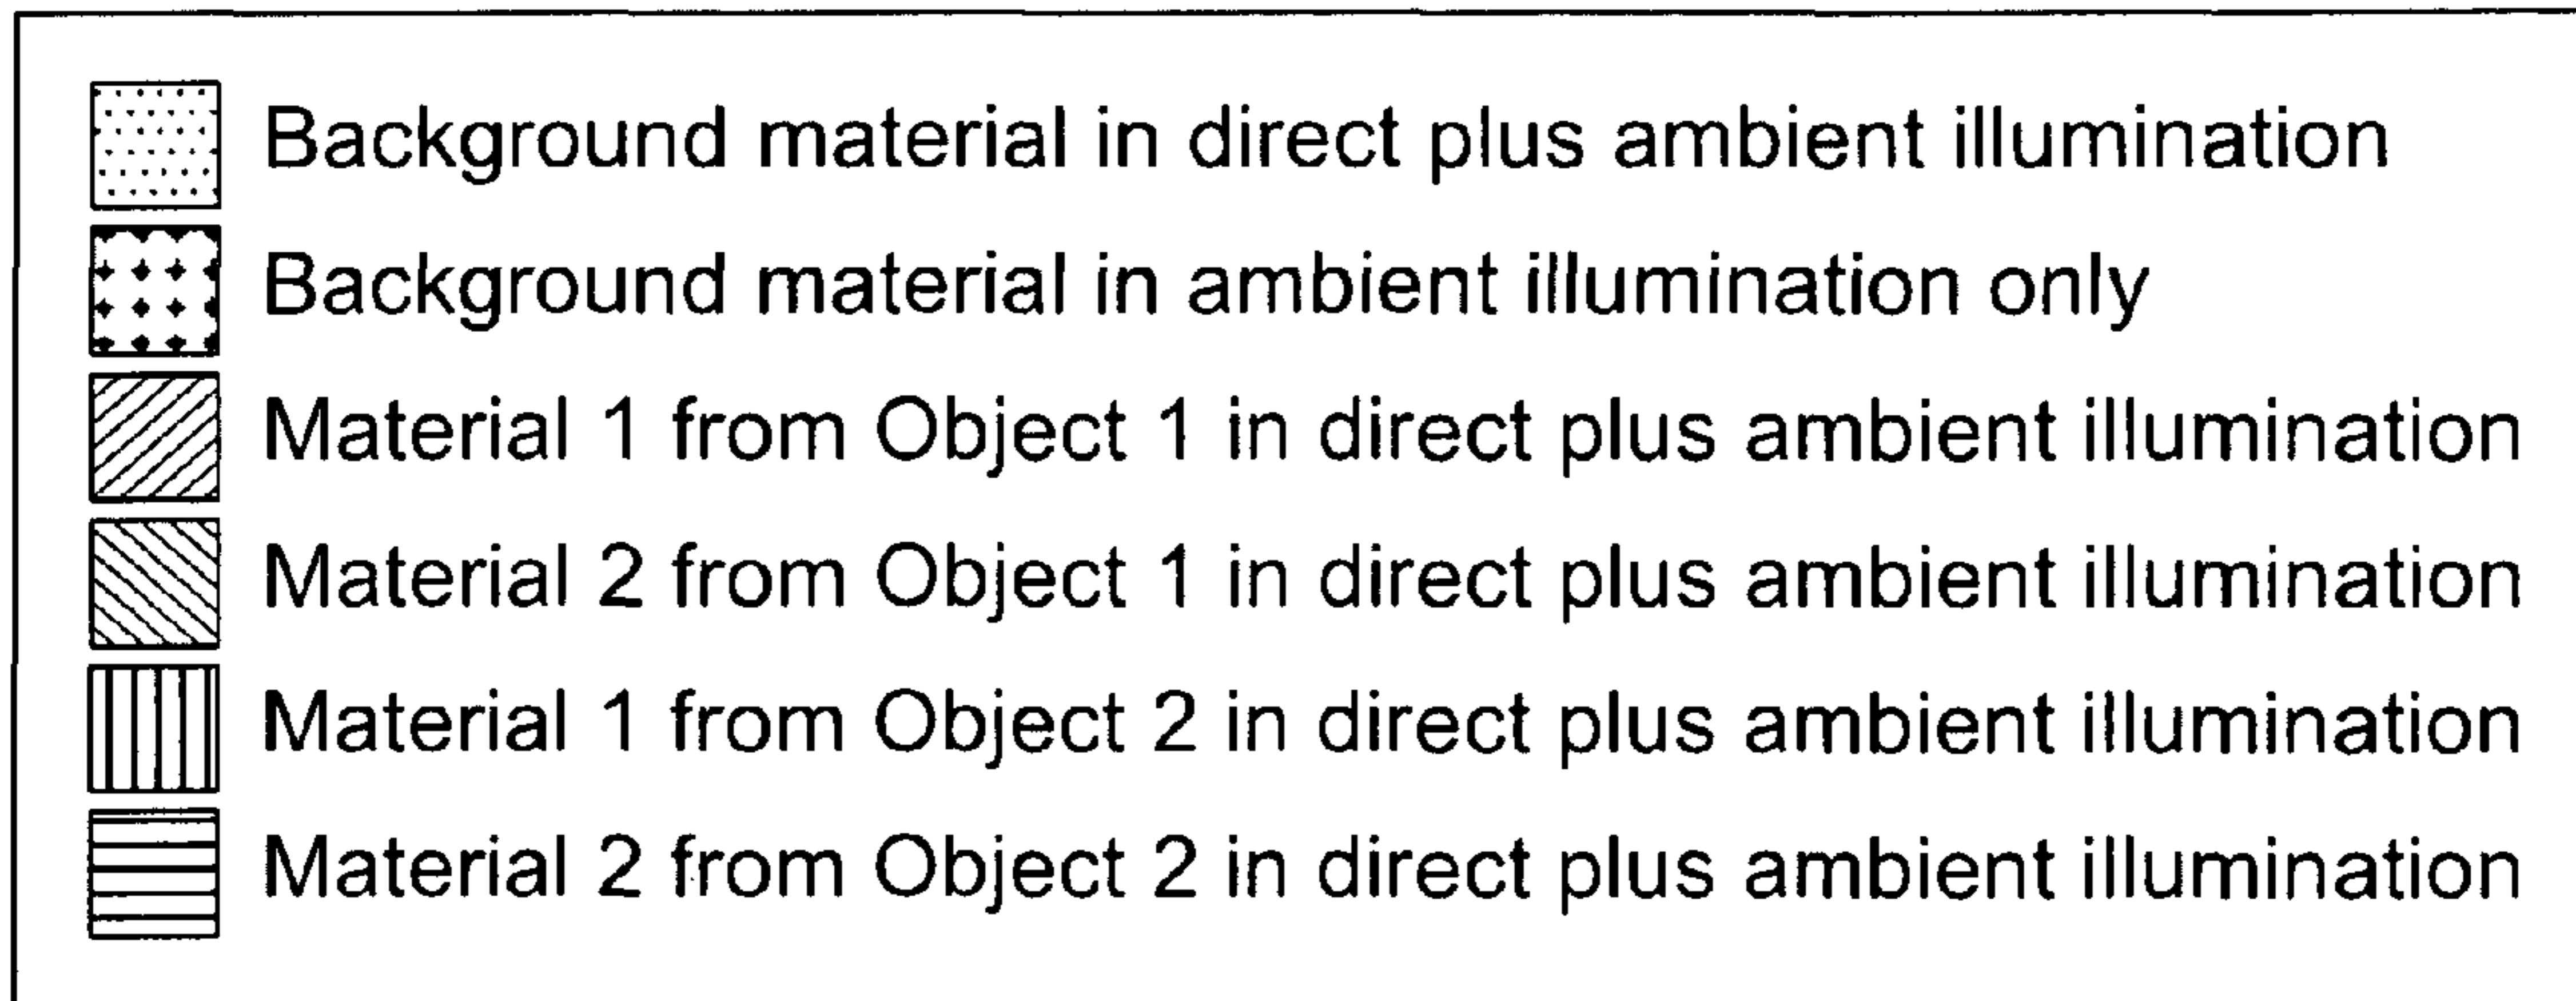 Background material in direct plus ambient illumination
Background material in ambient illumination only
Material 1 from Object 1 in direct plus ambient illumination
Material 2 from Object 1 in direct plus ambient illumination
Material 1 from Object 2 in direct plus ambient illumination
Material 2 from Object 2 in direct plus ambient illumination